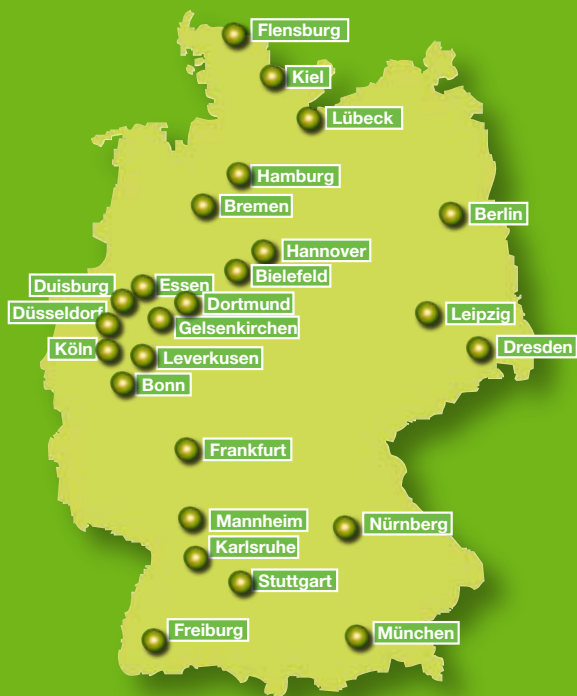 Flensburg
Kiel
Lübeck
Hamburg
Bremen
Berlin
Hannover
Bielefeld
Duisburg
Essen
Dortmund
Düsseldorf
Gelsenkirchen
Leipzig
Köln
Leverkusen
Dresden
Bonn
Frankfurt
Mannheim
Nürnberg
Karlsruhe
Stuttgart
Freiburg
München